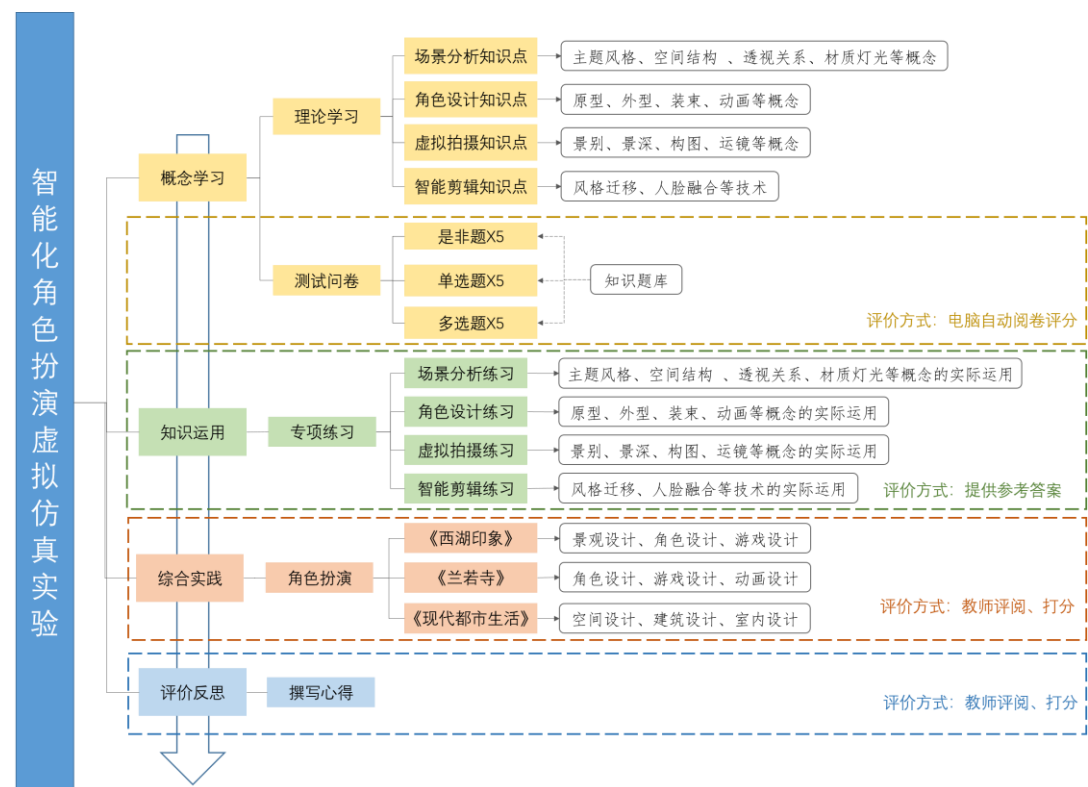 智能化角色扮演虚拟仿真实验
概念学习
理论学习
场景分析知识点
主题风格、空间结构 、透视关系、材质灯光等概念
角色设计知识点
原型、外型、装束、动画等概念
虚拟拍摄知识点
景别、景深、构图、运镜等概念
智能剪辑知识点
风格迁移、人脸融合等技术
测试问卷
是非题X5
单选题X5
多选题X5
知识题库
评价方式：电脑自动阅卷评分
知识运用
专项练习
场景分析练习
主题风格、空间结构 、透视关系、材质灯光等概念的实际运用
角色设计练习
原型、外型、装束、动画等概念的实际运用
虚拟拍摄练习
景别、景深、构图、运镜等概念的实际运用
智能剪辑练习
风格迁移、人脸融合等技术的实际运用
评价方式：提供参考答案
综合实践
角色扮演
《西湖印象》
景观设计、角色设计、游戏设计
《兰若寺》
角色设计、游戏设计、动画设计
《现代都市生活》
空间设计、建筑设计、室内设计
评价方式：教师评阅、打分
评价反思
撰写心得
评价方式：教师评阅、打分